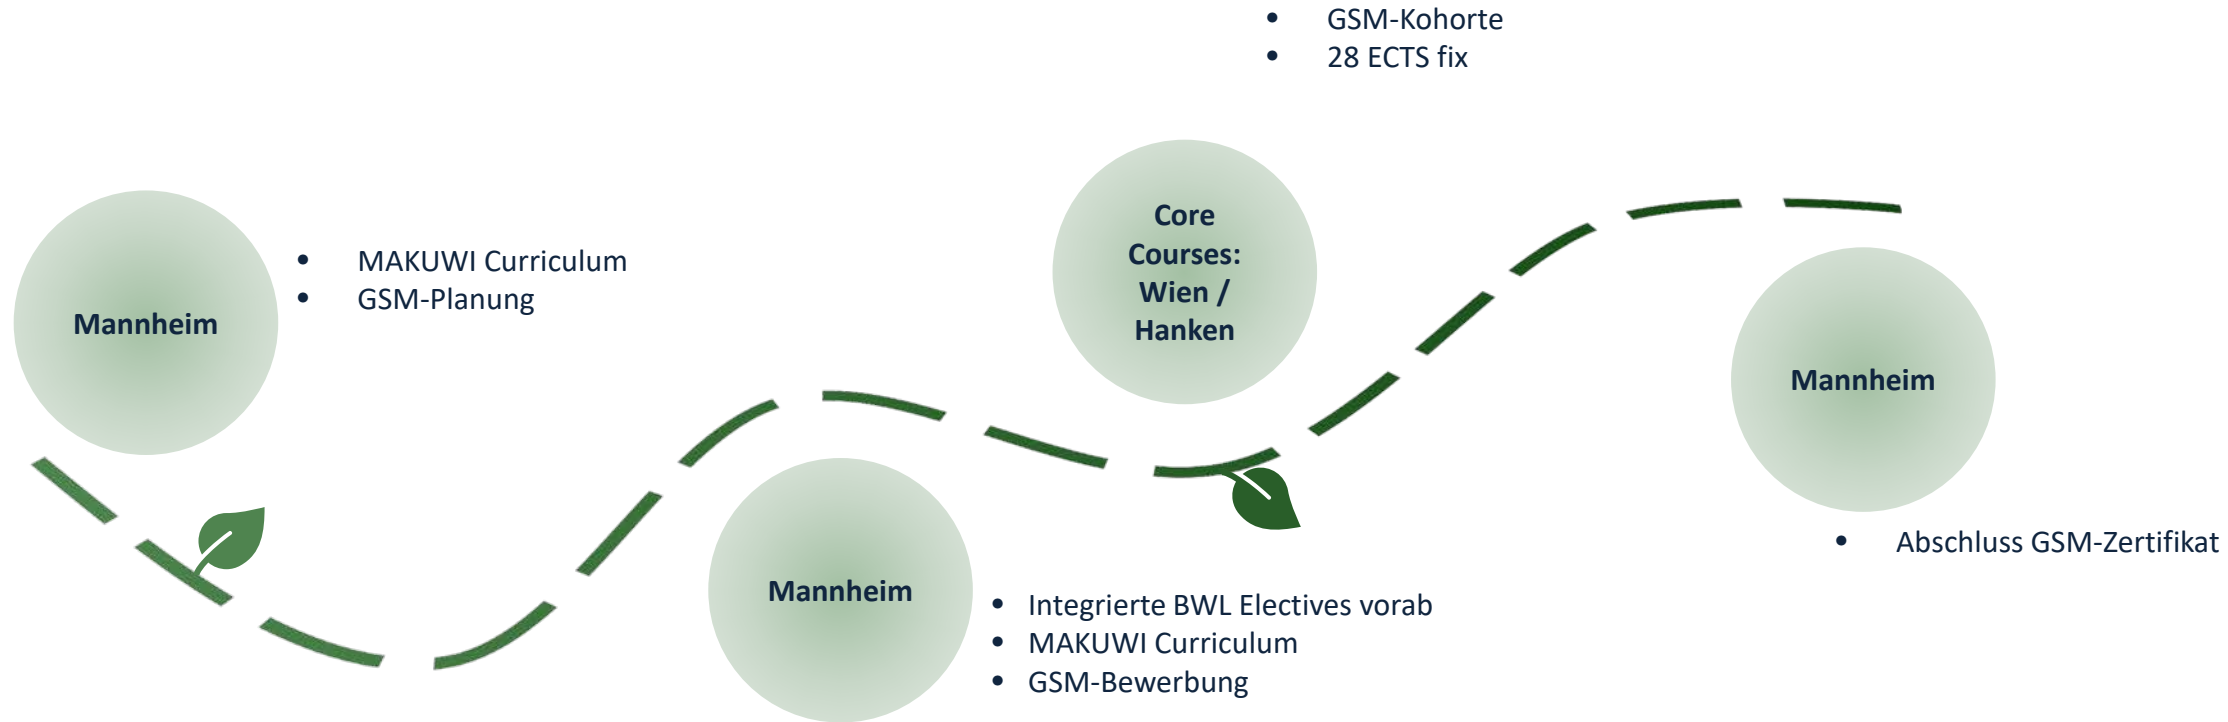 Mannheim
• MAKUWI Curriculum
• GSM-Planung
Mannheim
• Integrierte BWL Electives vorab
• MAKUWI Curriculum
• GSM-Bewerbung
• GSM-Kohorte
• 28 ECTS fix
Core
Courses:
Wien /
Hanken
Mannheim
• Abschluss GSM-Zertifikat